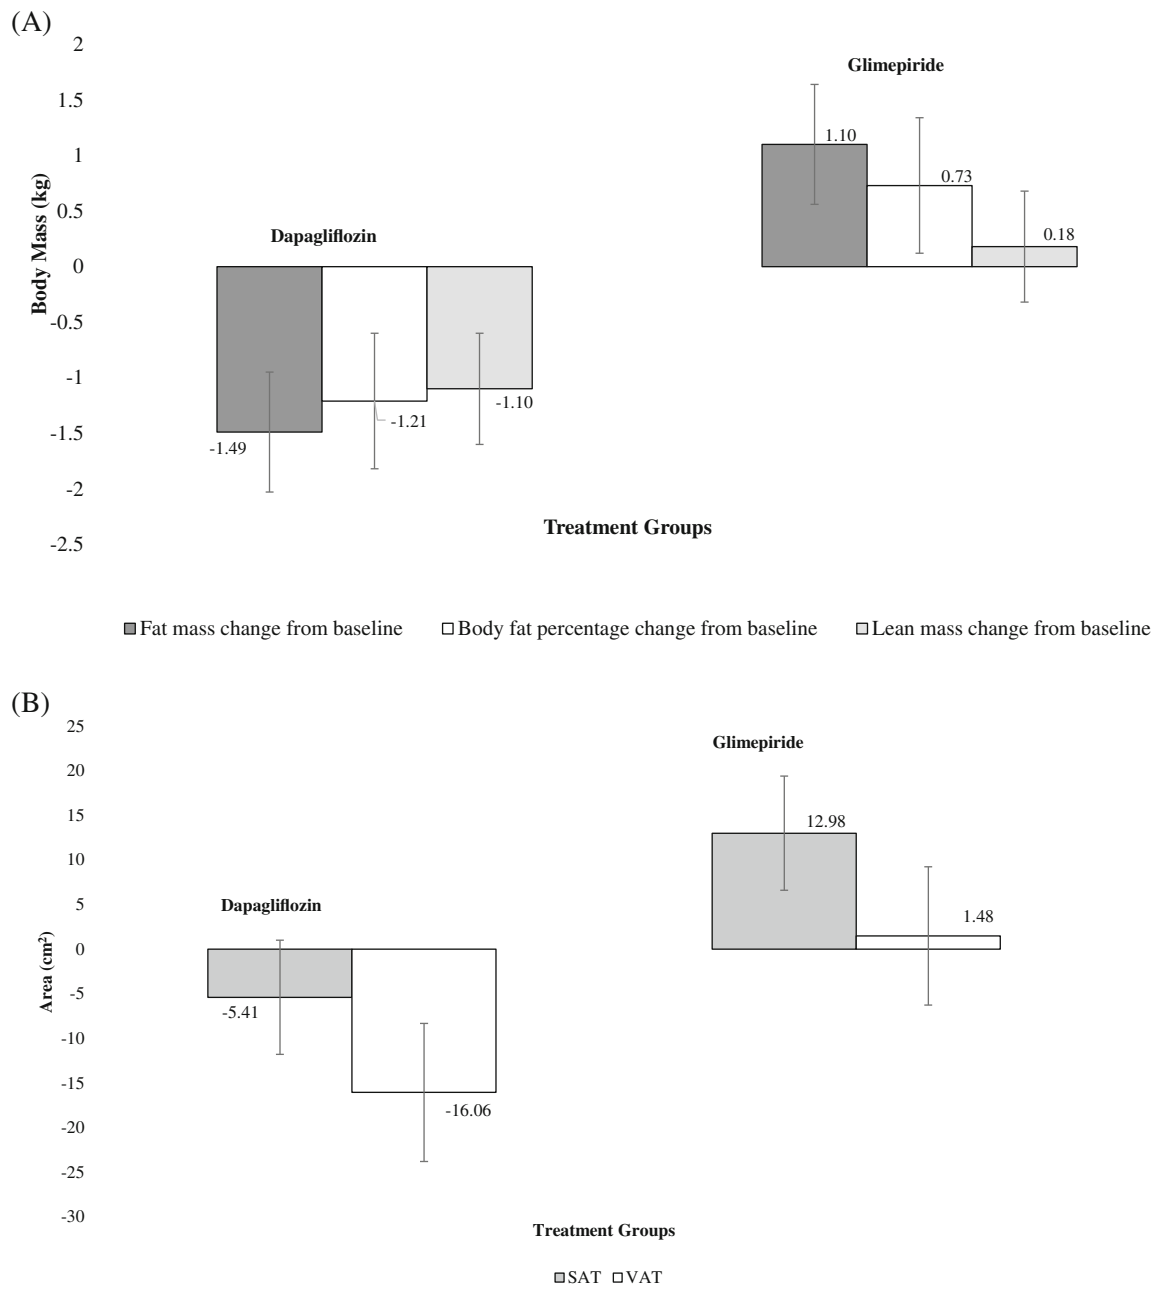 (A)
2
Glimepiride
1.5
1.10
1
0.73
0.5
0.18
Dapagliflozin
0
Body Mass (kg)
-0.5
-1
-1.10
-1.21
-1.49
-1.5
-2
Treatment Groups
-2.5
Fat mass change from baseline Body fat percentage change from baseline Lean mass change from baseline
(B)
25
Glimepiride
20
15
12.98
10
5
Dapagliflozin
1.48
0
Area (cm²)
-5
-5.41
-10
-15
-16.06
-20
-25
-30
Treatment Groups
SAT VAT